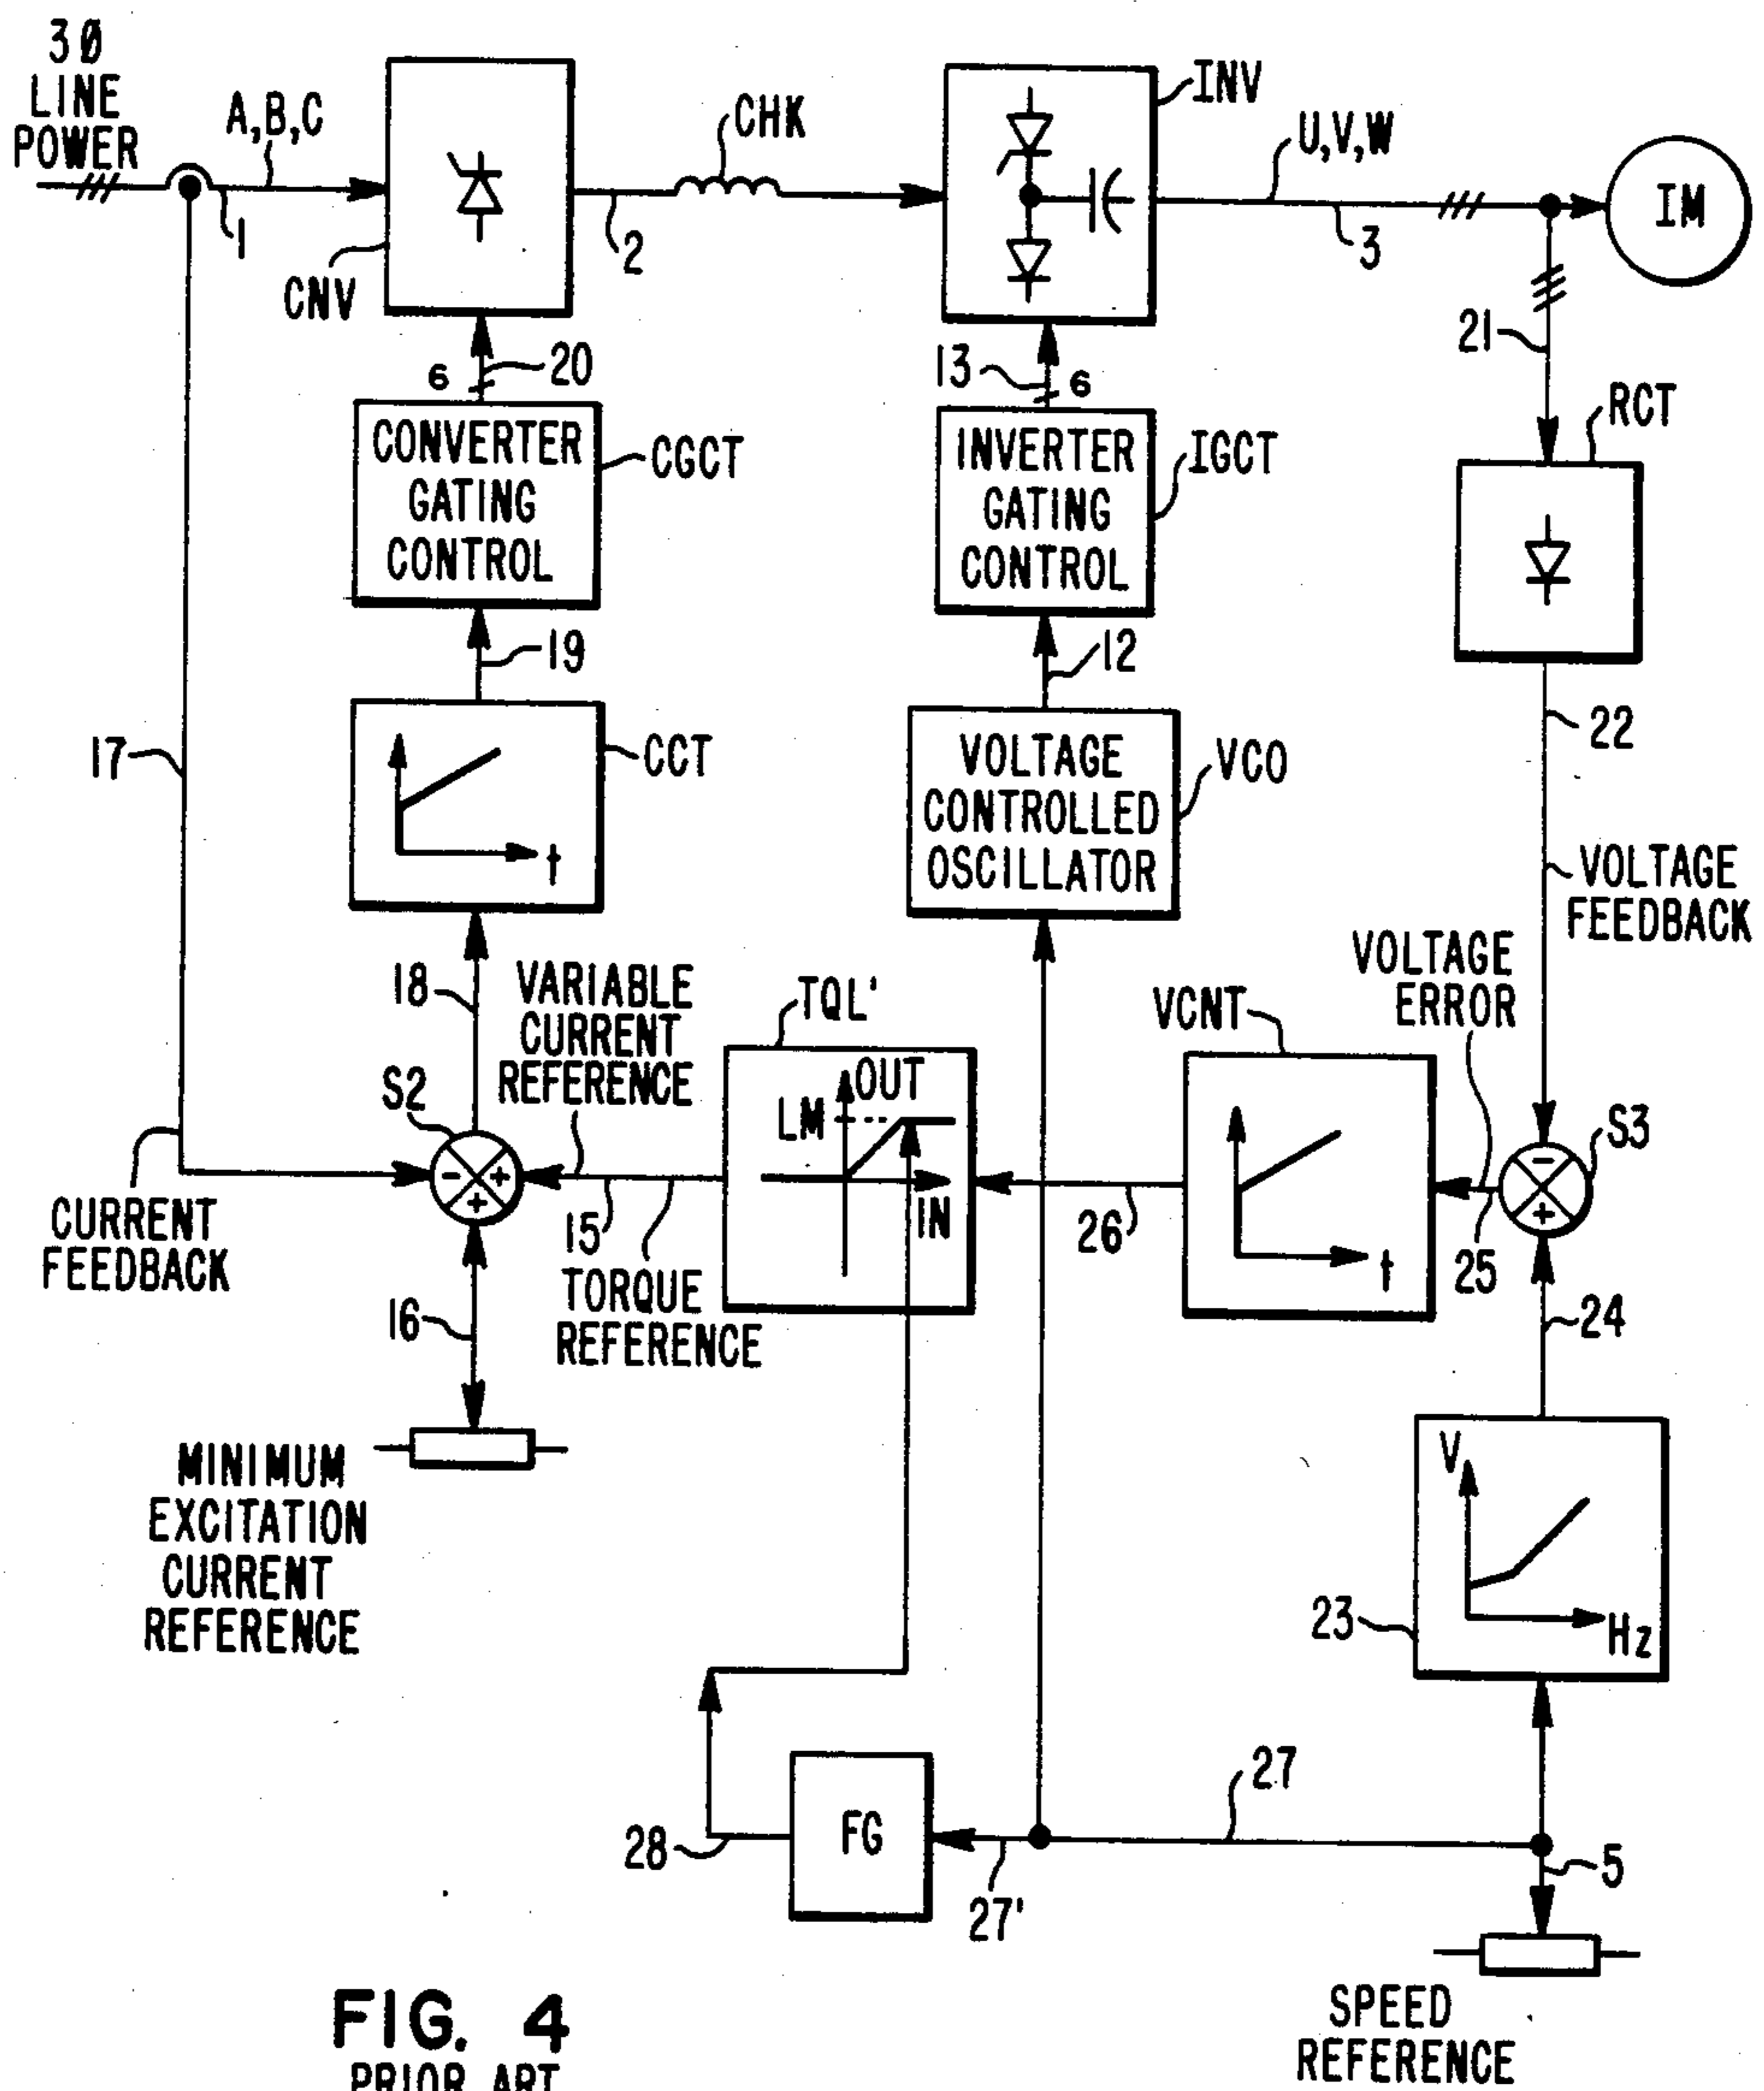 3Ø
LINE
POWER
A,B,C
1
CNV
2
CHK
INV
U,V,W
3
IM
21
6
20
13
6
RCT
CONVERTER
GATING
CONTROL
CGCT
INVERTER
GATING
CONTROL
IGCT
19
12
22
17
t
CCT
VOLTAGE
CONTROLLED
OSCILLATOR
VCO
VOLTAGE
FEEDBACK
18
VARIABLE
CURRENT
REFERENCE
TQL'
VCNT
VOLTAGE
ERROR
S2
OUT
LM
IN
S3
-
+
+
-
+
CURRENT
FEEDBACK
15
TORQUE
REFERENCE
26
t
25
24
16
MINIMUM
EXCITATION
CURRENT
REFERENCE
V
Hz
23
27
28
FG
27'
5
FIG. 4
PRIOR ART
SPEED
REFERENCE